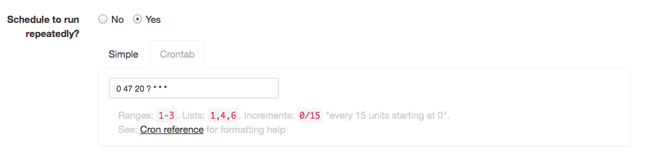 Schedule to run repeatedly? No Yes
Simple Crontab
0 47 20 ? * * *
Ranges: 1-3. Lists: 1,4,6. Increments: 0/15 "every 15 units starting at 0".
See: Cron reference for formatting help